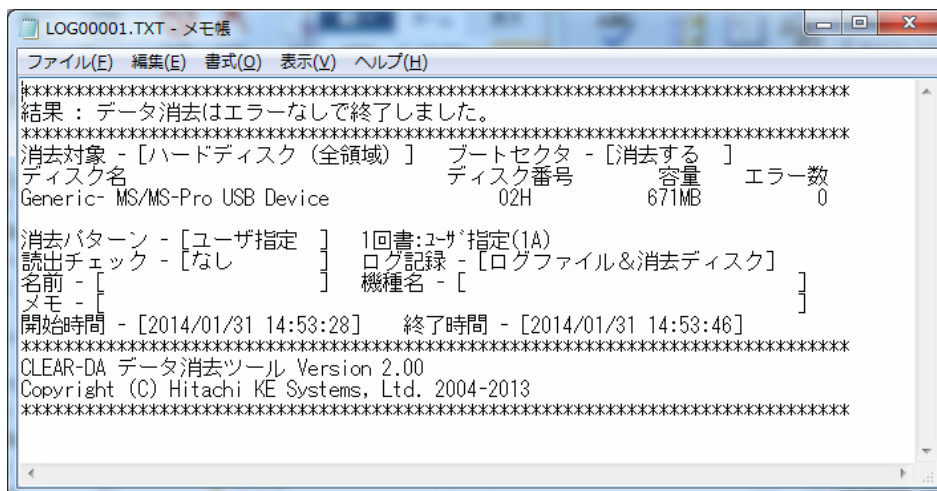 LOG00001.TXT - メモ帳
ファイル(F) 編集(E) 書式(O) 表示(V) ヘルプ(H)
***************************************************************************
結果 : データ消去はエラーなしで終了しました。
***************************************************************************
消去対象 - [ハードディスク (全領域) ] ブートセクタ - [消去する ]
ディスク名 ディスク番号 容量 エラー数
Generic- MS/MS-Pro USB Device 02H 671MB 0
消去パターン - [ユーザ指定 ] 1回書:ﾕｰｻﾞ指定(1A)
読出チェック - [なし ] ログ記録 - [ログファイル＆消去ディスク]
名前 - [ ] 機種名 - [ ]
メモ - [ ]
開始時間 - [2014/01/31 14:53:28] 終了時間 - [2014/01/31 14:53:46]
***************************************************************************
CLEAR-DA データ消去ツール Version 2.00
Copyright (C) Hitachi KE Systems, Ltd. 2004-2013
***************************************************************************